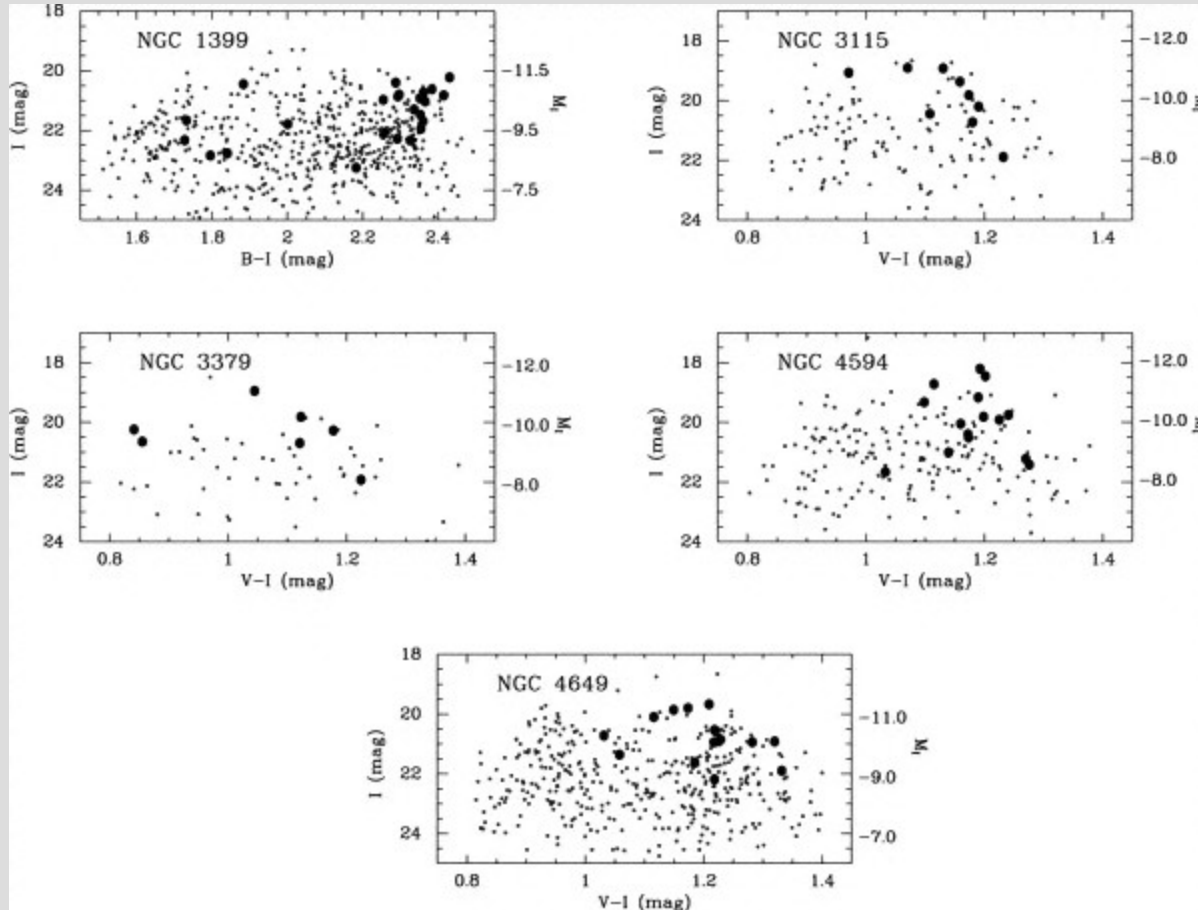 NGC 1399
18
20
22
24
I (mag)
-11.5
-9.5
-7.5
M_I
1.6 1.8 2 2.2 2.4
B-I (mag)
NGC 3115
18
20
22
24
I (mag)
-12.0
-10.0
-8.0
M_I
0.8 1 1.2 1.4
V-I (mag)
NGC 3379
18
20
22
24
I (mag)
-12.0
-10.0
-8.0
M_I
0.8 1 1.2 1.4
V-I (mag)
NGC 4594
18
20
22
24
I (mag)
-12.0
-10.0
-8.0
M_I
0.8 1 1.2 1.4
V-I (mag)
NGC 4649
18
20
22
24
I (mag)
-11.0
-9.0
-7.0
M_I
0.8 1 1.2 1.4
V-I (mag)